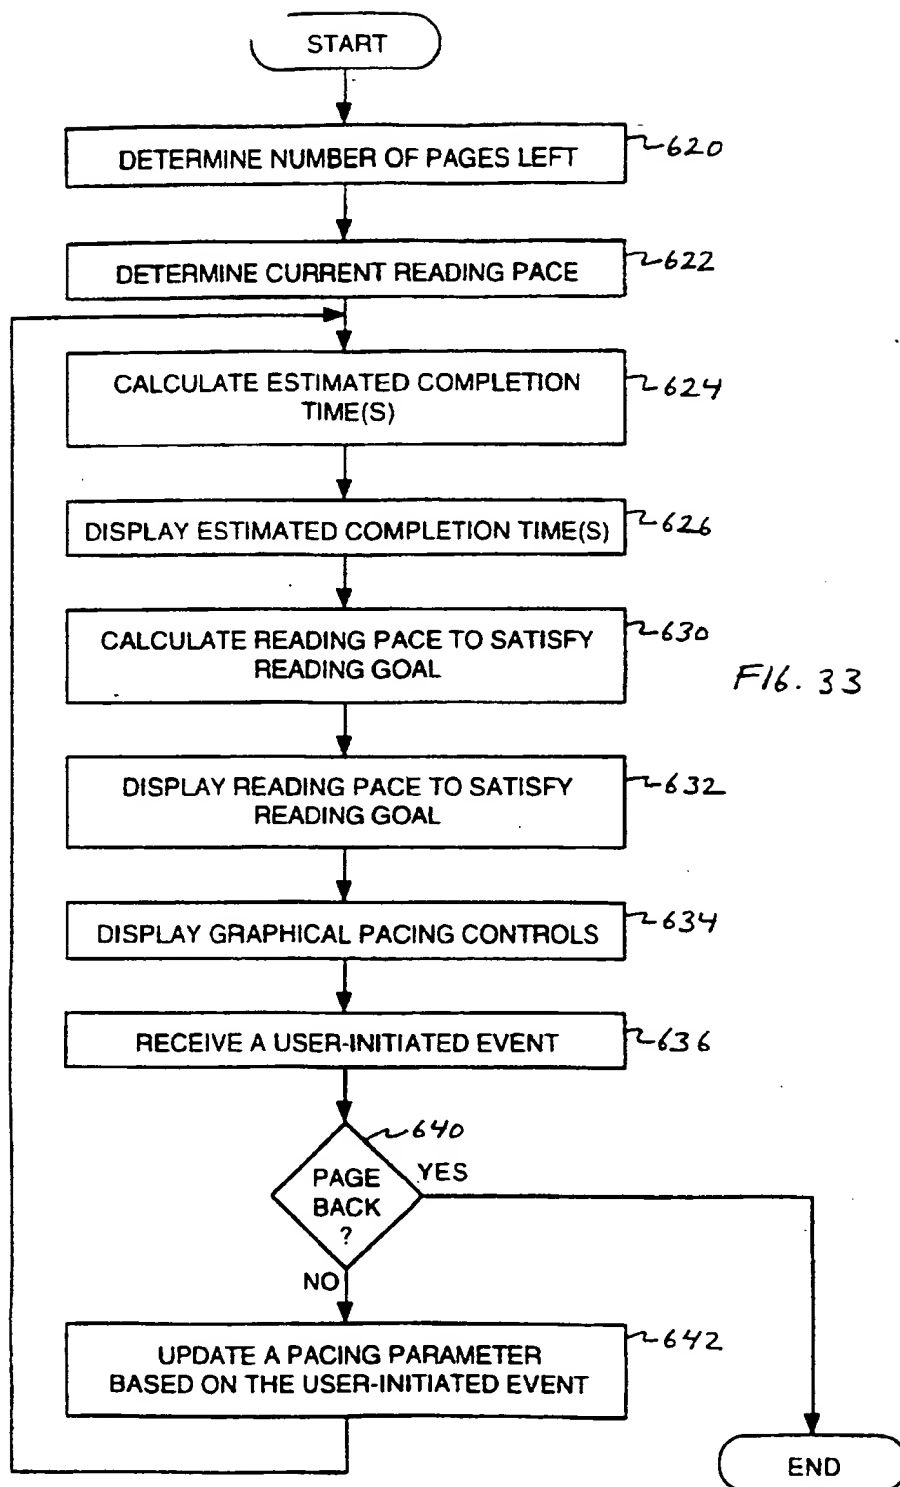 START
DETERMINE NUMBER OF PAGES LEFT
620
DETERMINE CURRENT READING PACE
622
CALCULATE ESTIMATED COMPLETION
TIME(S)
624
DISPLAY ESTIMATED COMPLETION TIME(S)
626
CALCULATE READING PACE TO SATISFY
READING GOAL
630
FIG. 33
DISPLAY READING PACE TO SATISFY
READING GOAL
632
DISPLAY GRAPHICAL PACING CONTROLS
634
RECEIVE A USER-INITIATED EVENT
636
640
PAGE
BACK
?
YES
NO
UPDATE A PACING PARAMETER
BASED ON THE USER-INITIATED EVENT
642
END